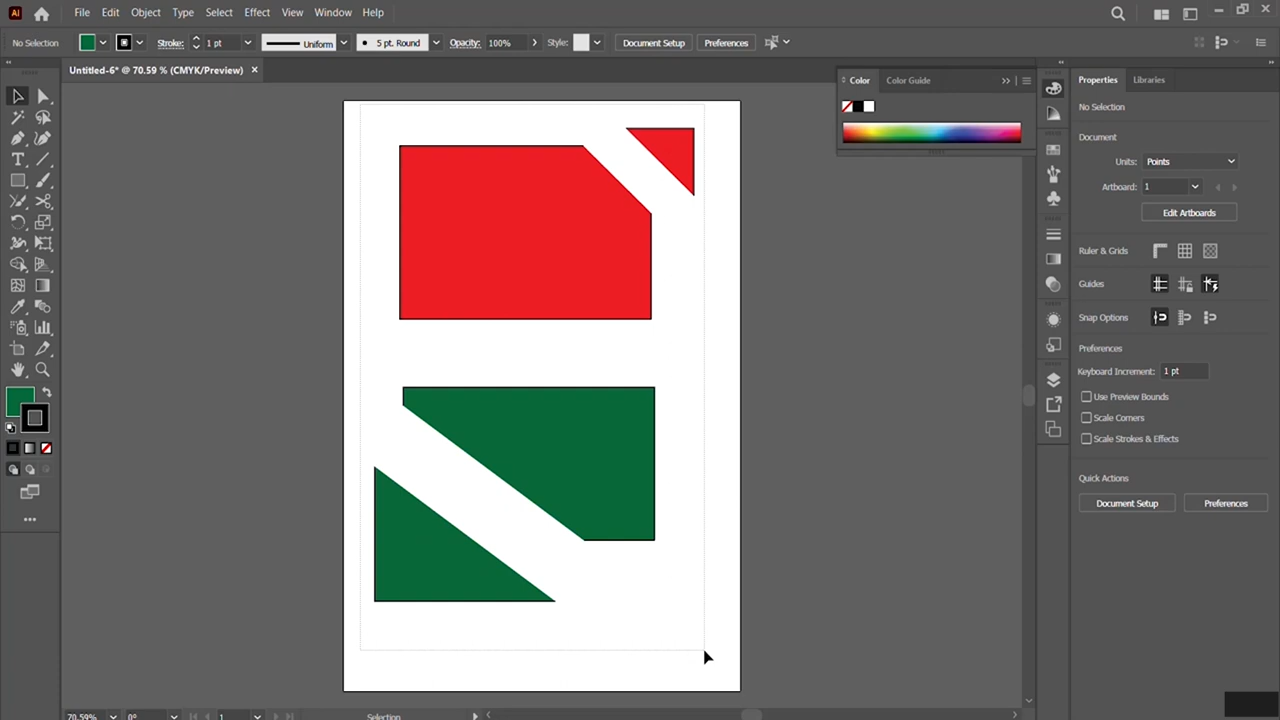 Ai File Edit Object Type Select Effect View Window Help
No Selection Stroke: 1 pt Uniform 5 pt. Round Opacity: 100% Style: Document Setup Preferences
Untitled-6* @ 70.59 % (CMYK/Preview)
Color Color Guide
Properties Libraries
No Selection
Document
Units: Points
Artboard: 1
Edit Artboards
Ruler & Grids
Guides
Snap Options
Preferences
Keyboard Increment: 1 pt
Use Preview Bounds
Scale Corners
Scale Strokes & Effects
Quick Actions
Document Setup Preferences
70.59% 0° 1 Selection